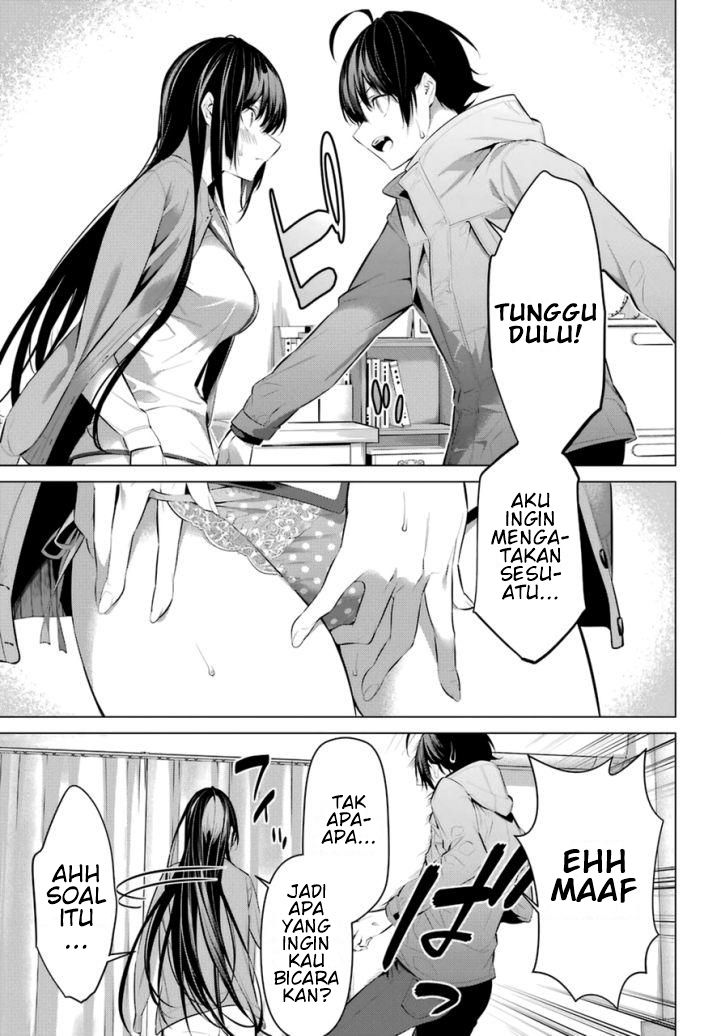 ピ
TUNGGU
DULU!
AKU
INGIN
MENGA-
TAKAN
SESU-
ATU...
EHH
MAAF
TAK
APA-
APA...
JADI
APA
YANG
INGIN
KAU
BICARA
KAN?
AHH
SOAL
ITU
...